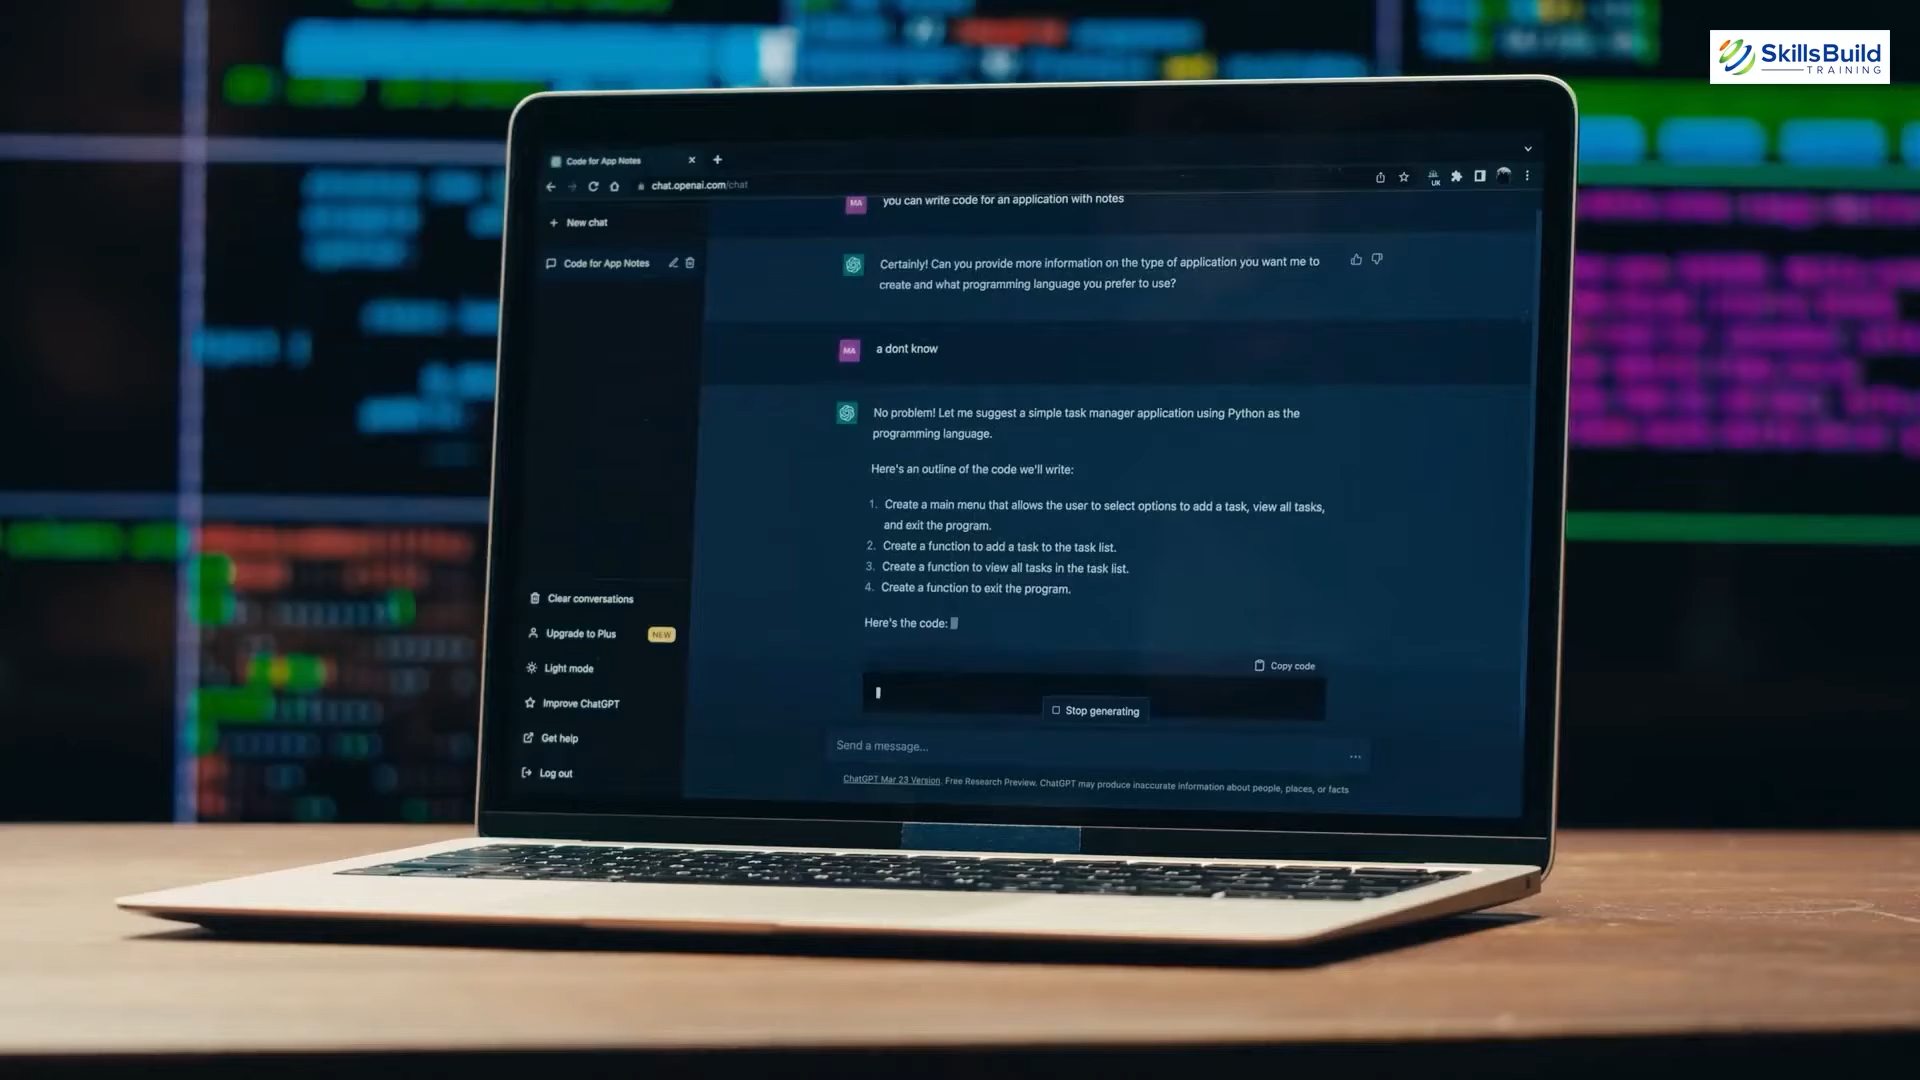 SkillsBuild
TRAINING
Code for App Notes
chat.openai.com/chat
UK
New chat
Code for App Notes
MA
you can write code for an application with notes
Certainly! Can you provide more information on the type of application you want me to
create and what programming language you prefer to use?
MA
a dont know
No problem! Let me suggest a simple task manager application using Python as the
programming language.
Here's an outline of the code we'll write:
1. Create a main menu that allows the user to select options to add a task, view all tasks,
and exit the program.
2. Create a function to add a task to the task list.
3. Create a function to view all tasks in the task list.
4. Create a function to exit the program.
Here's the code:
Copy code
Stop generating
Send a message...
ChatGPT Mar 23 Version. Free Research Preview. ChatGPT may produce inaccurate information about people, places, or facts
Clear conversations
Upgrade to Plus NEW
Light mode
Improve ChatGPT
Get help
Log out